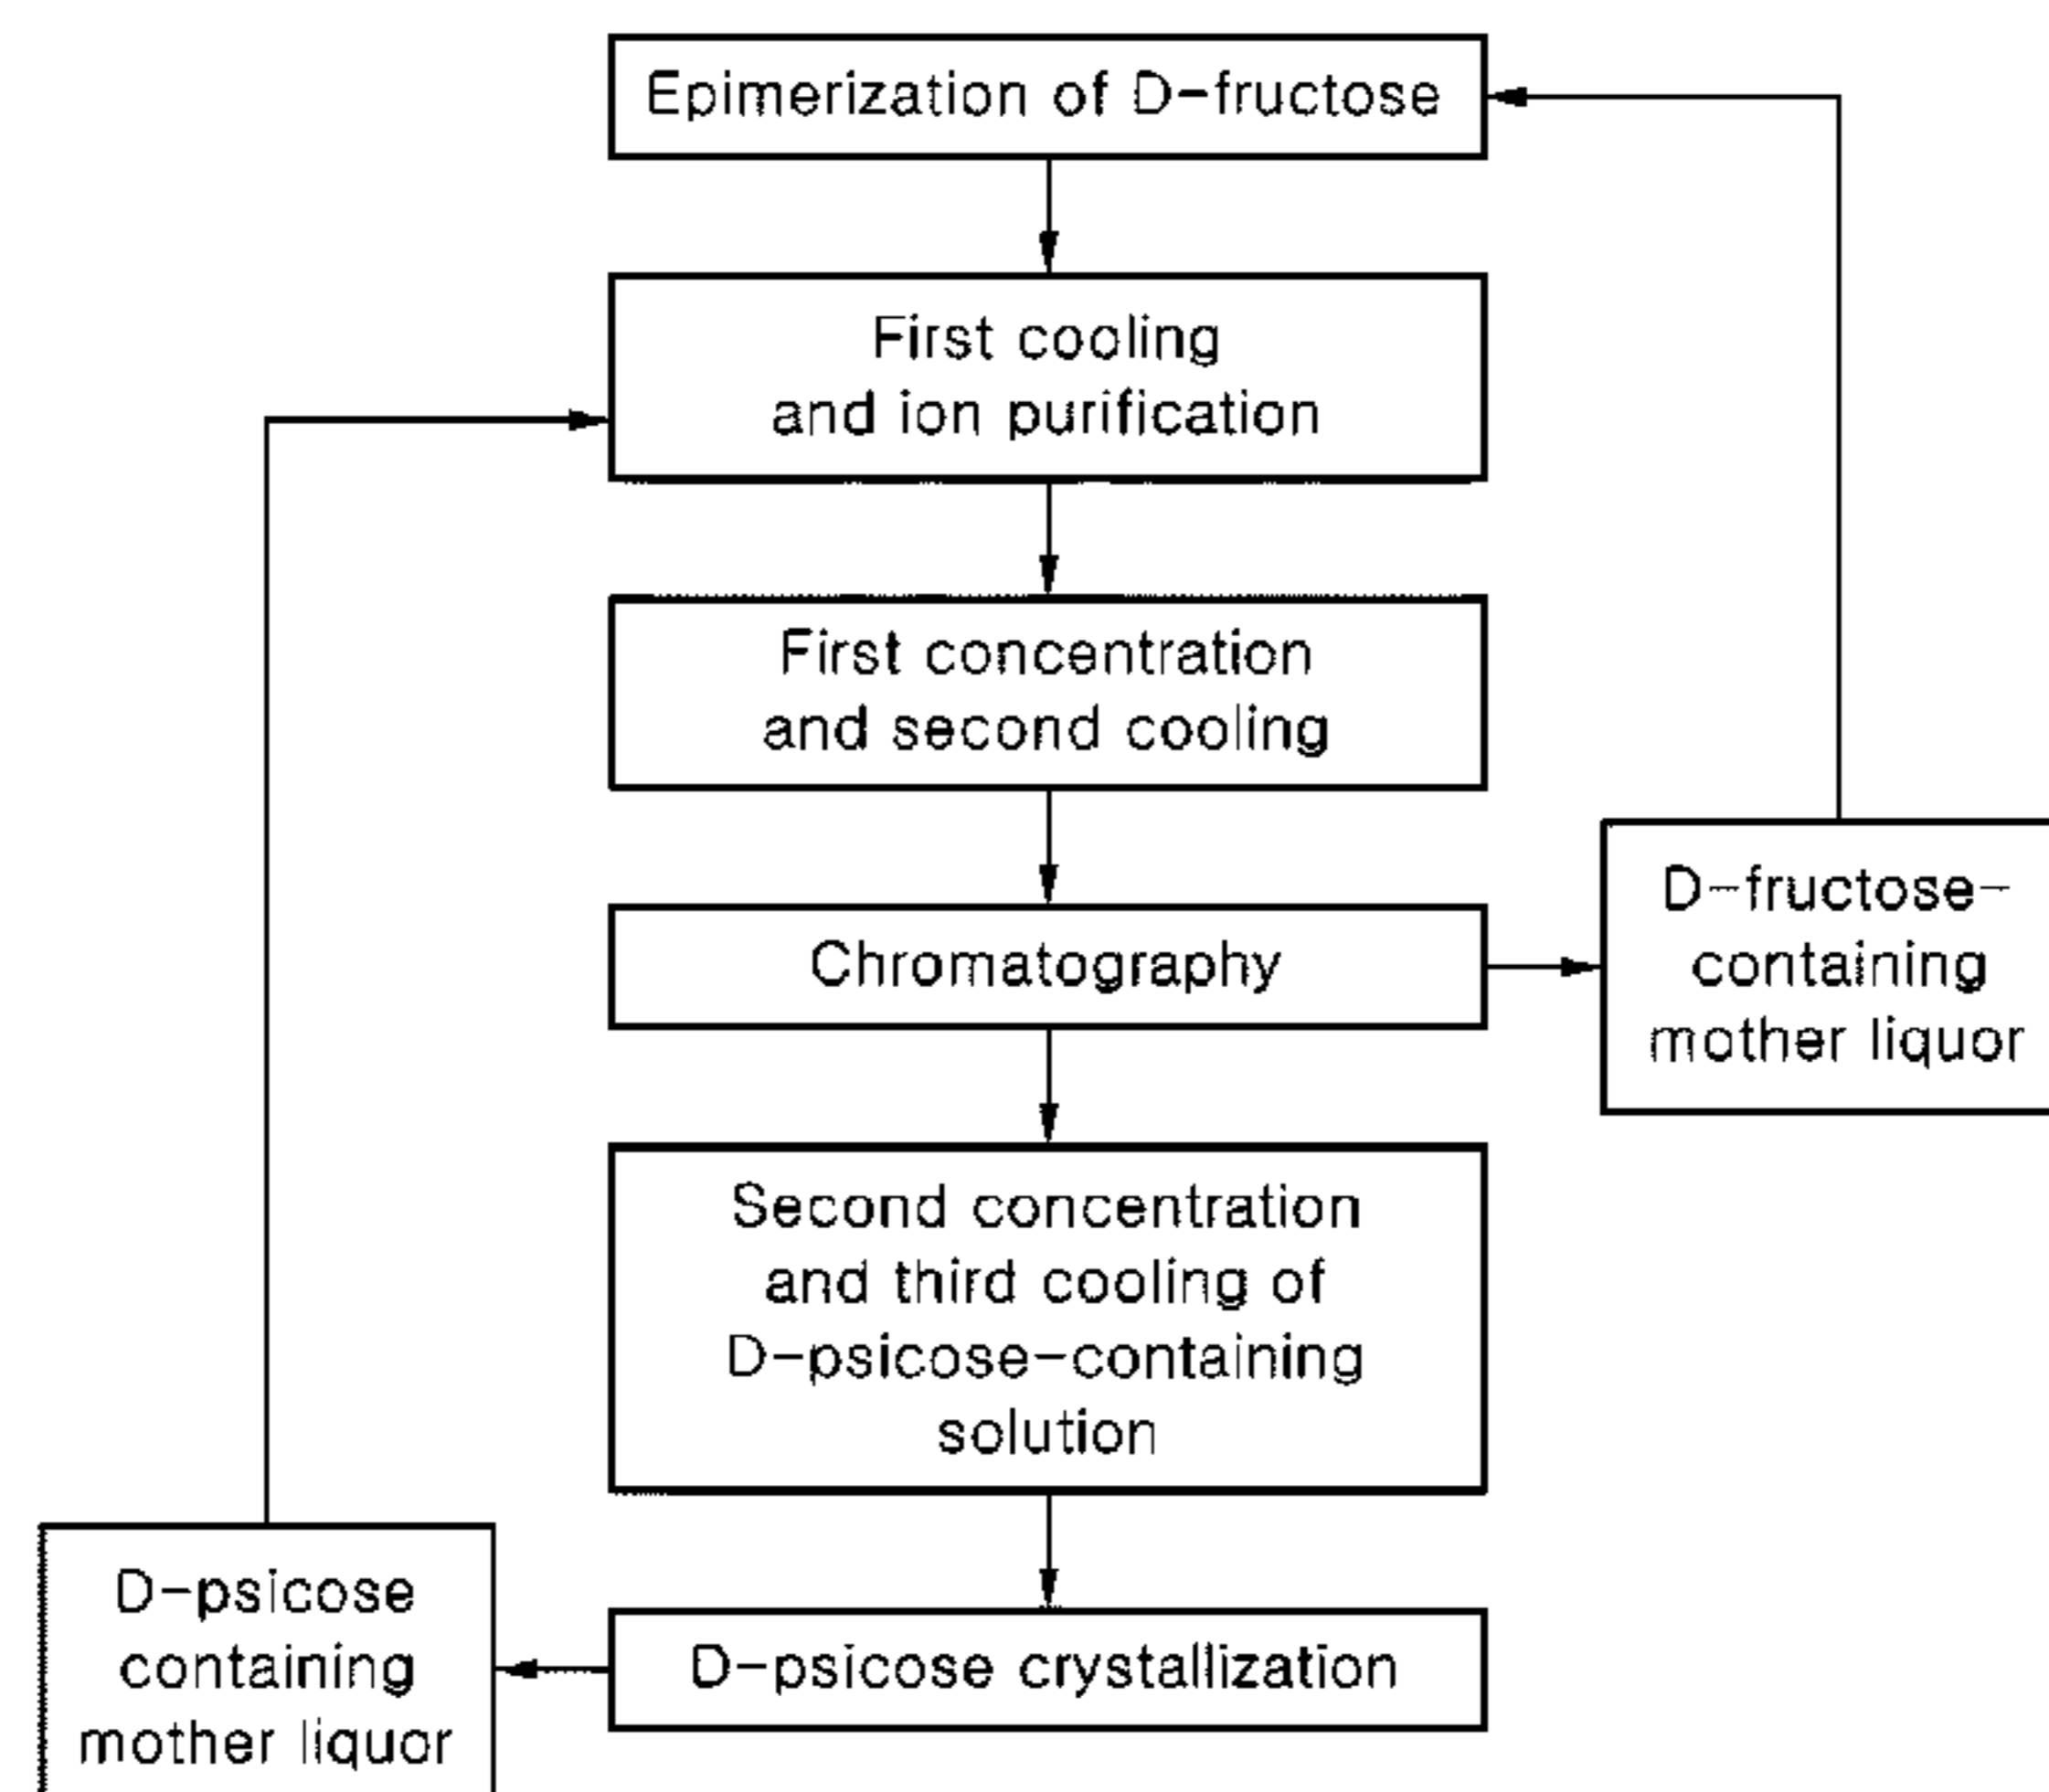 Epimerization of D-fructose
First cooling
and ion purification
First concentration
and second cooling
Chromatography
D-fructose-
containing
mother liquor
Second concentration
and third cooling of
D-psicose-containing
solution
D-psicose crystallization
D-psicose
containing
mother liquor